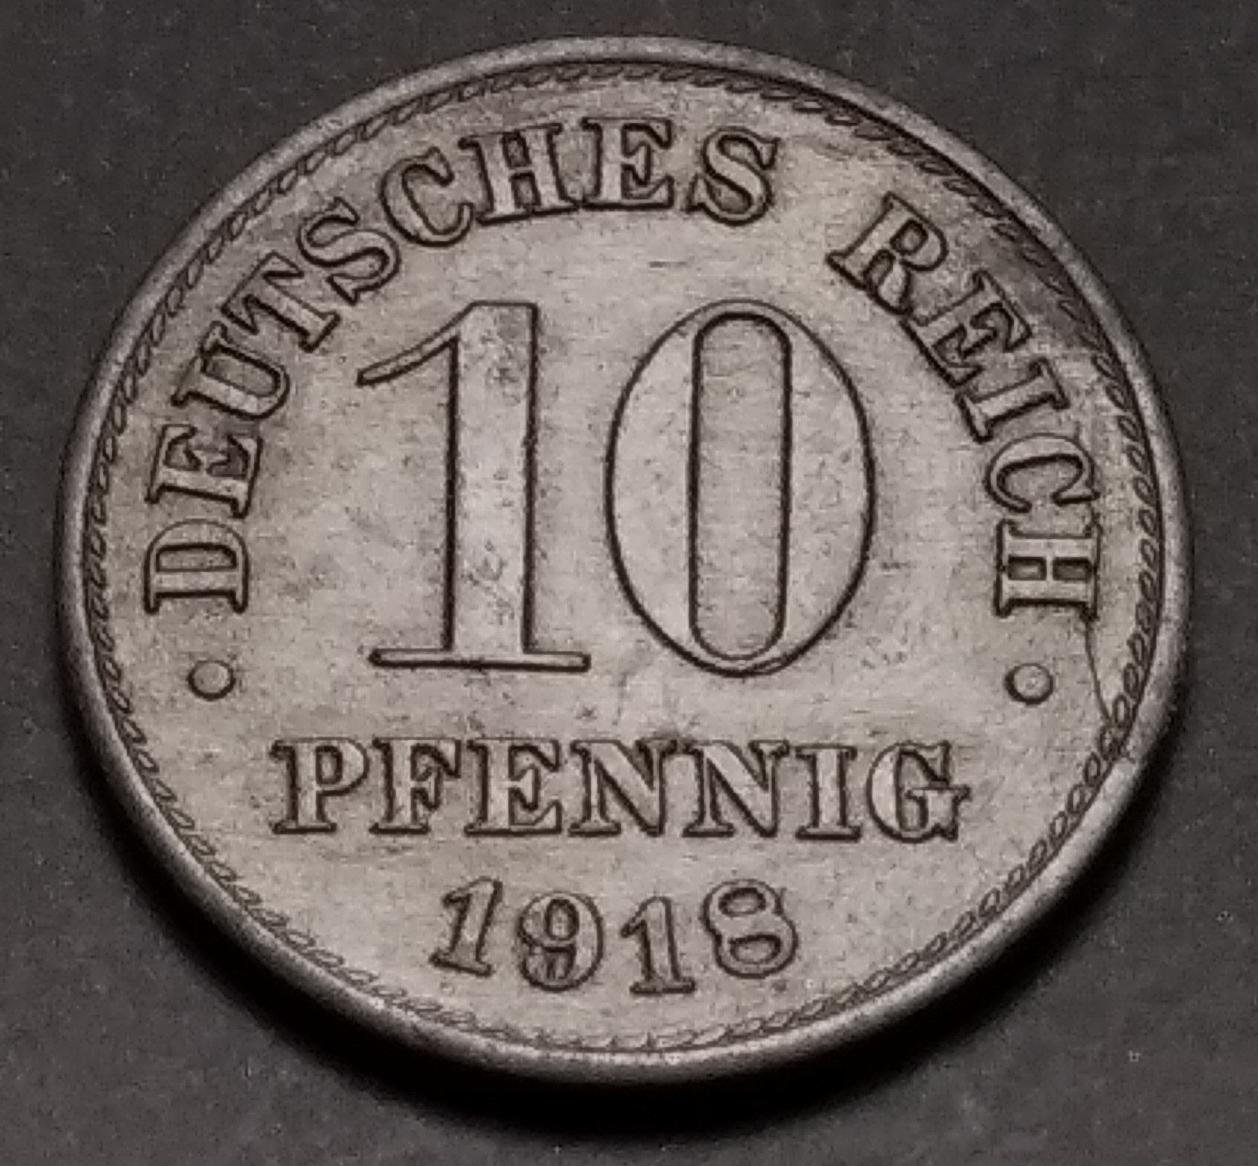 DEUTSCHES REICH
10
PFENNIG
1918